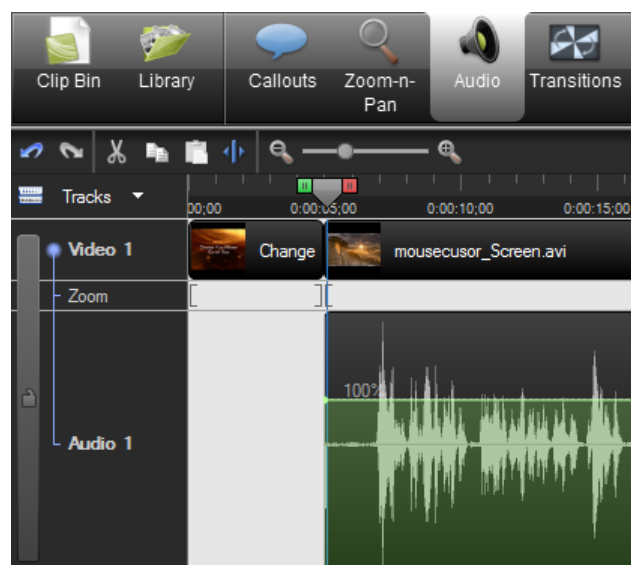 Clip Bin Library Callouts Zoom-n-Pan Audio Transitions
Tracks
00;00 0:00:05;00 0:00:10;00 0:00:15;00
Video 1 Change mousecusor_Screen.avi
Zoom
100%
Audio 1